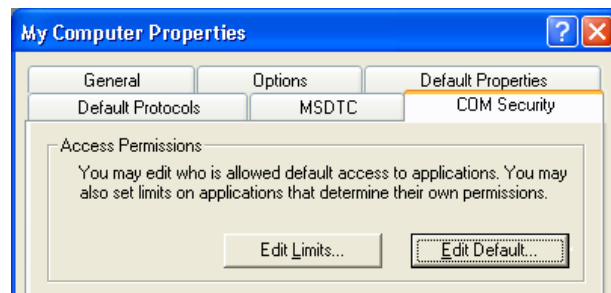 My Computer Properties
General Options Default Properties
Default Protocols MSDTC COM Security
Access Permissions
You may edit who is allowed default access to applications. You may
also set limits on applications that determine their own permissions.
Edit Limits... Edit Default...